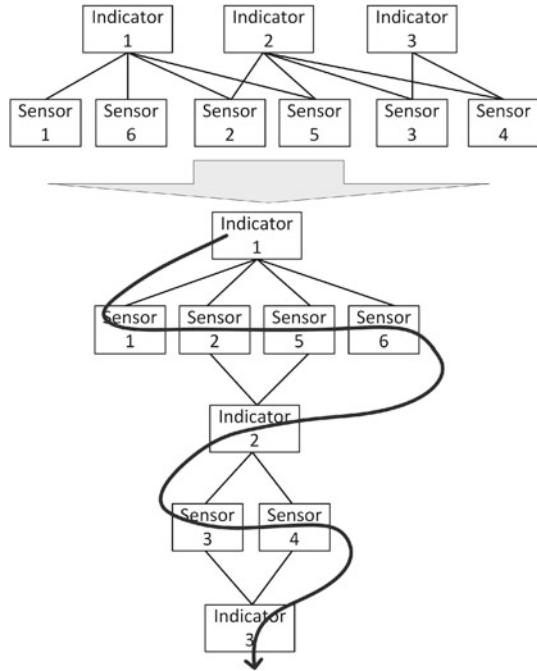 Indicator
1
Indicator
2
Indicator
3
Sensor
1
Sensor
6
Sensor
2
Sensor
5
Sensor
3
Sensor
4
Indicator
1
Sensor
1
Sensor
2
Sensor
5
Sensor
6
Indicator
2
Sensor
3
Sensor
4
Indicator
3